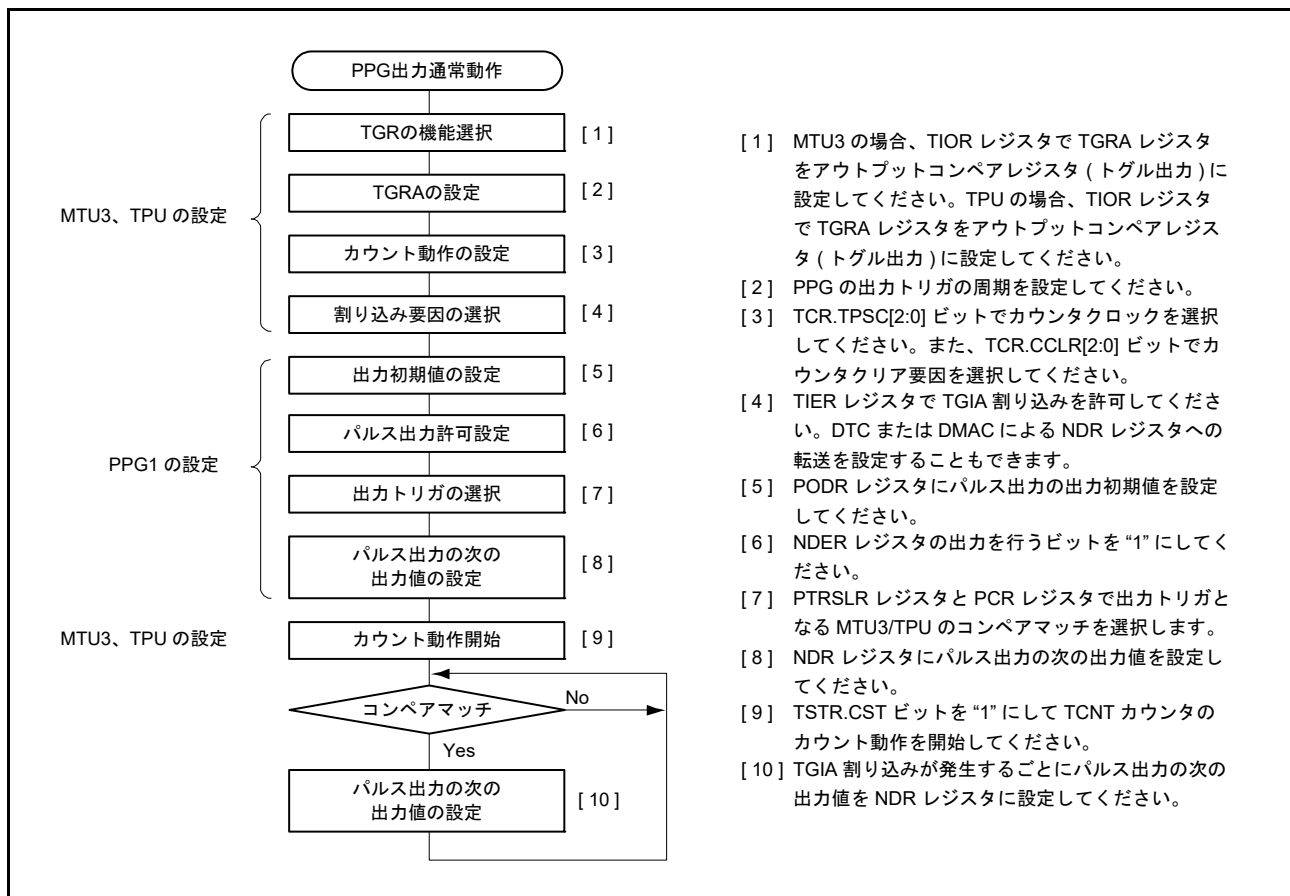 PPG出力通常動作
MTU3、TPU の設定
TGRの機能選択
[ 1 ]
TGRAの設定
[ 2 ]
カウント動作の設定
[ 3 ]
割り込み要因の選択
[ 4 ]
PPG1 の設定
出力初期値の設定
[ 5 ]
パルス出力許可設定
[ 6 ]
出力トリガの選択
[ 7 ]
パルス出力の次の
出力値の設定
[ 8 ]
MTU3、TPU の設定
カウント動作開始
[ 9 ]
コンペアマッチ
No
Yes
パルス出力の次の
出力値の設定
[ 10 ]
[ 1 ] MTU3 の場合、TIOR レジスタで TGRA レジスタ
をアウトプットコンペアレジスタ ( トグル出力 ) に
設定してください。TPU の場合、TIOR レジスタ
で TGRA レジスタをアウトプットコンペアレジス
タ ( トグル出力 ) に設定してください。
[ 2 ] PPG の出力トリガの周期を設定してください。
[ 3 ] TCR.TPSC[2:0] ビットでカウンタクロックを選択
してください。また、TCR.CCLR[2:0] ビットでカ
ウンタクリア要因を選択してください。
[ 4 ] TIER レジスタで TGIA 割り込みを許可してくださ
い。DTC または DMAC による NDR レジスタへの
転送を設定することもできます。
[ 5 ] PODR レジスタにパルス出力の出力初期値を設定
してください。
[ 6 ] NDER レジスタの出力を行うビットを “1” にしてく
ださい。
[ 7 ] PTRSLR レジスタと PCR レジスタで出力トリガと
なる MTU3/TPU のコンペアマッチを選択します。
[ 8 ] NDR レジスタにパルス出力の次の出力値を設定し
てください。
[ 9 ] TSTR.CST ビットを “1” にして TCNT カウンタの
カウント動作を開始してください。
[ 10 ] TGIA 割り込みが発生するごとにパルス出力の次の
出力値を NDR レジスタに設定してください。